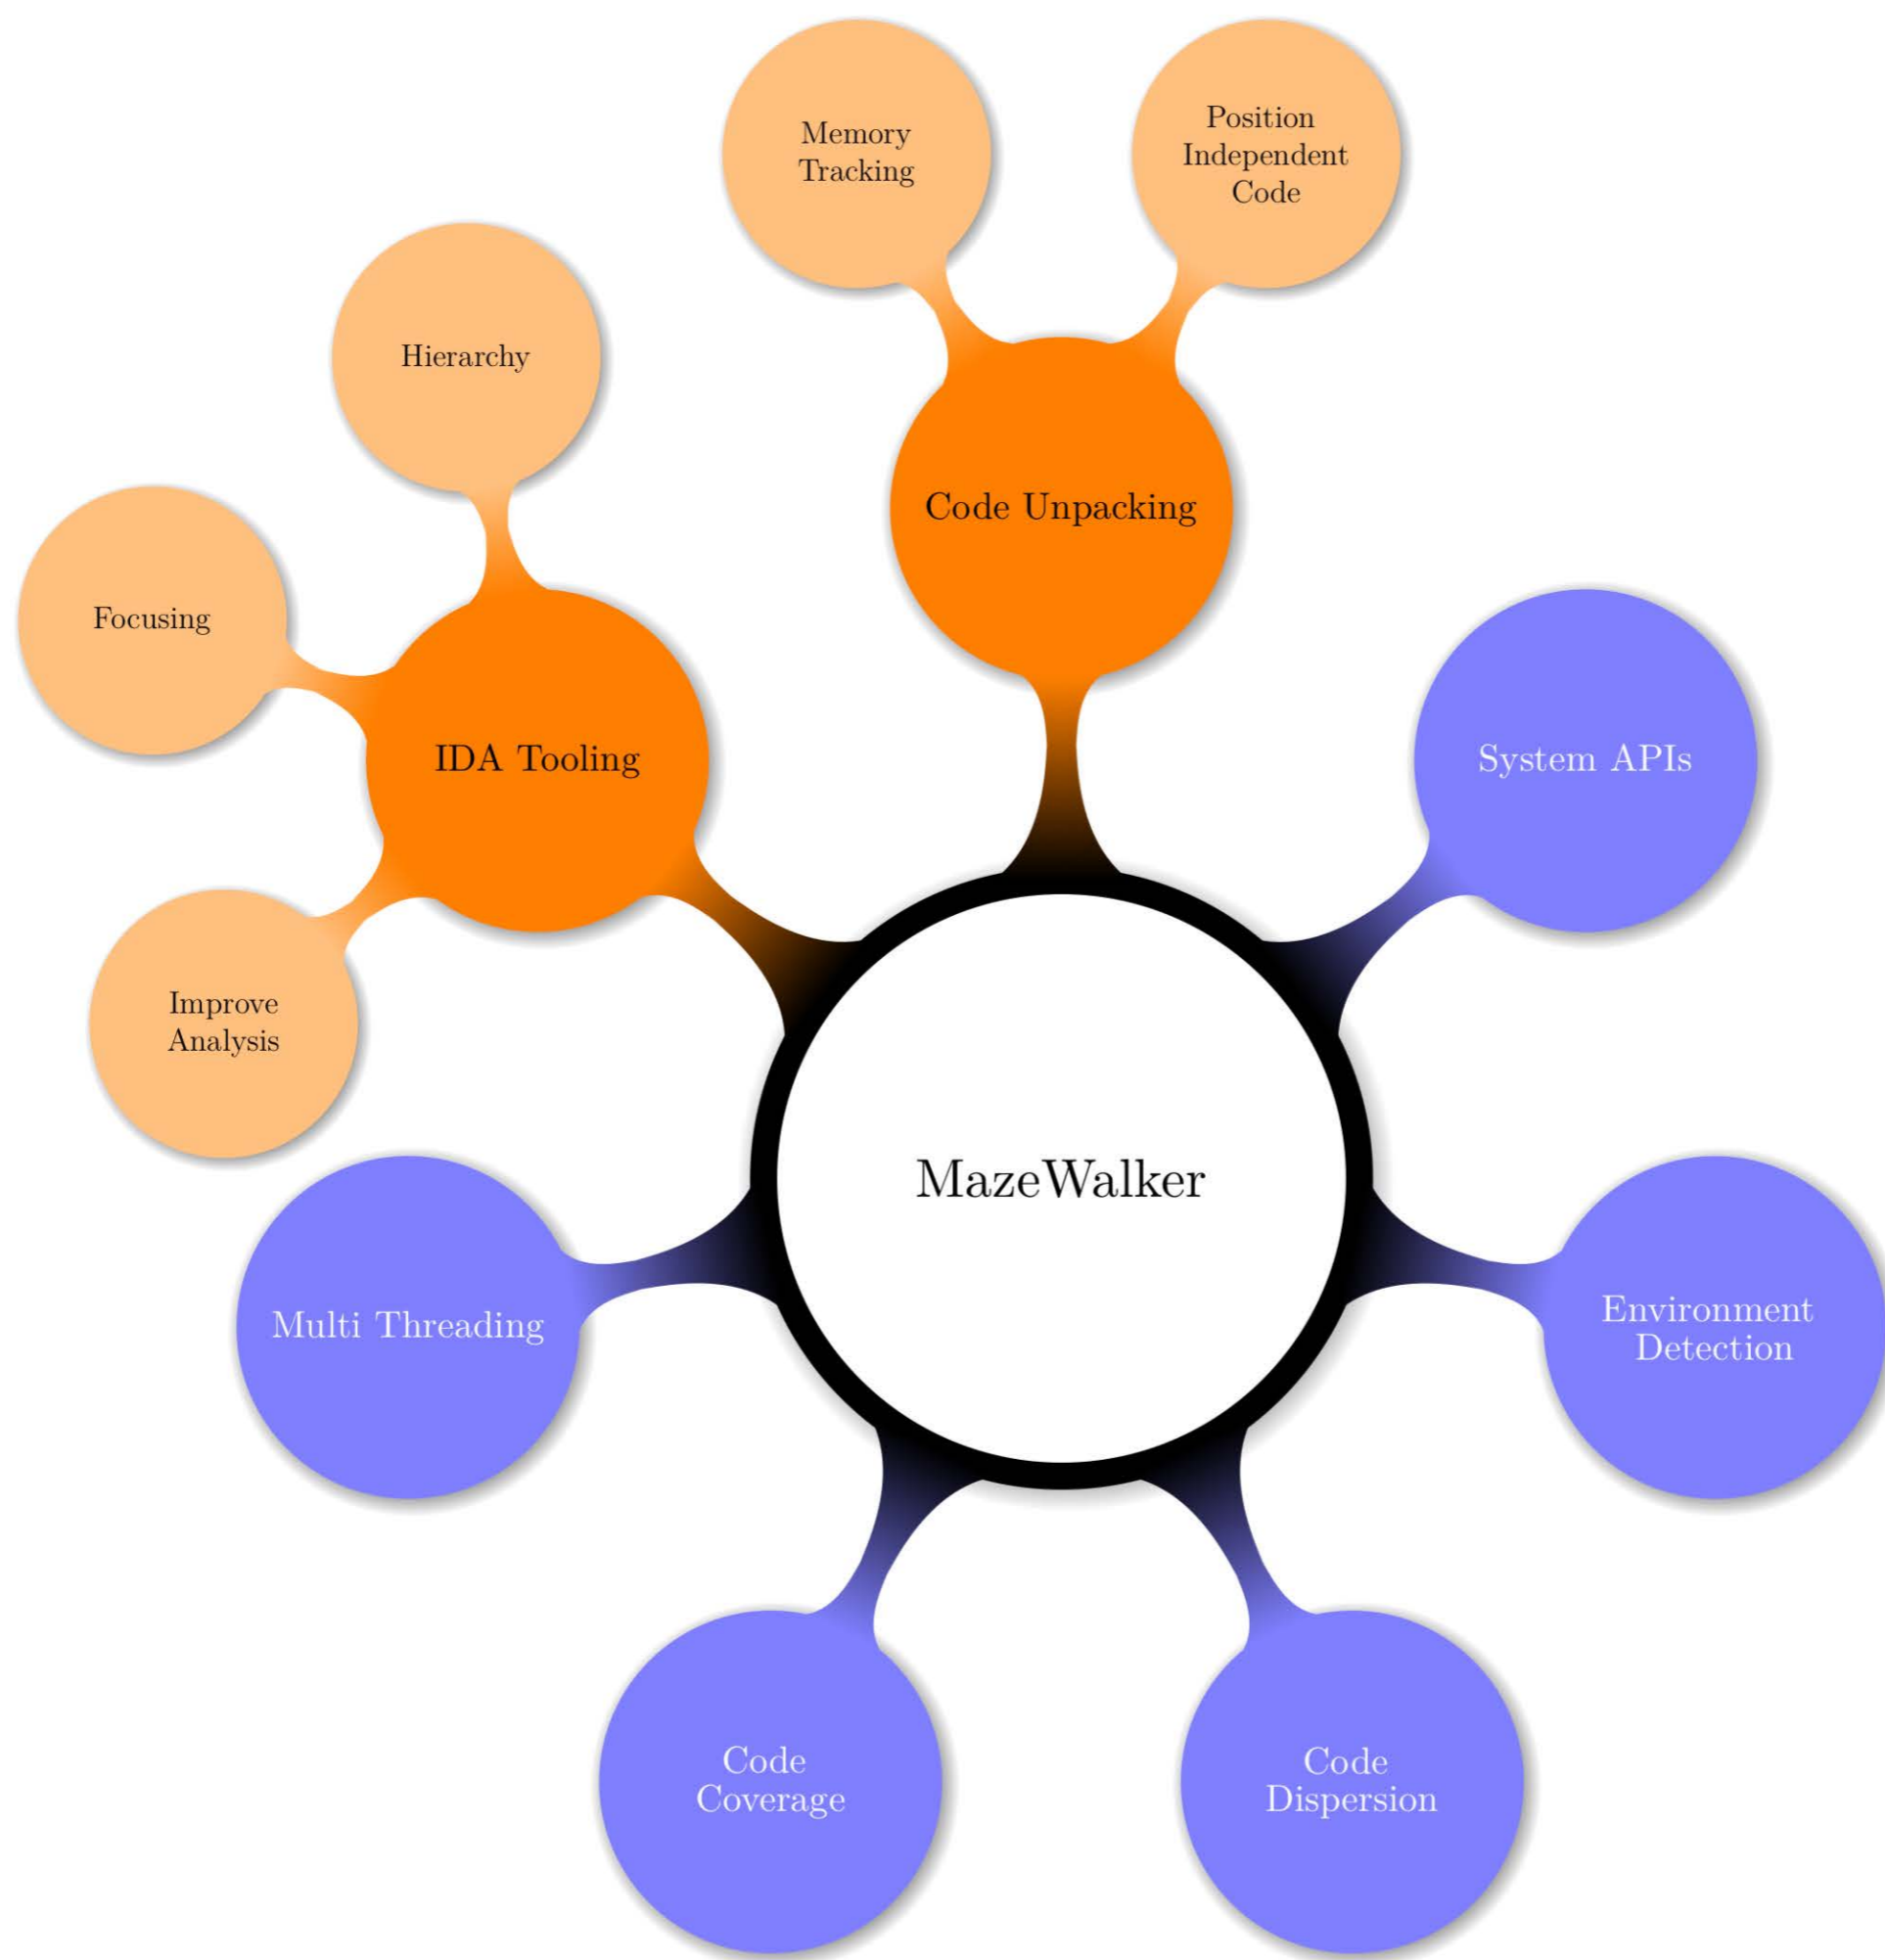 Memory
Tracking
Position
Independent
Code
Hierarchy
Code Unpacking
Focusing
IDA Tooling
System APIs
Improve
Analysis
MazeWalker
Multi Threading
Environment
Detection
Code
Coverage
Code
Dispersion